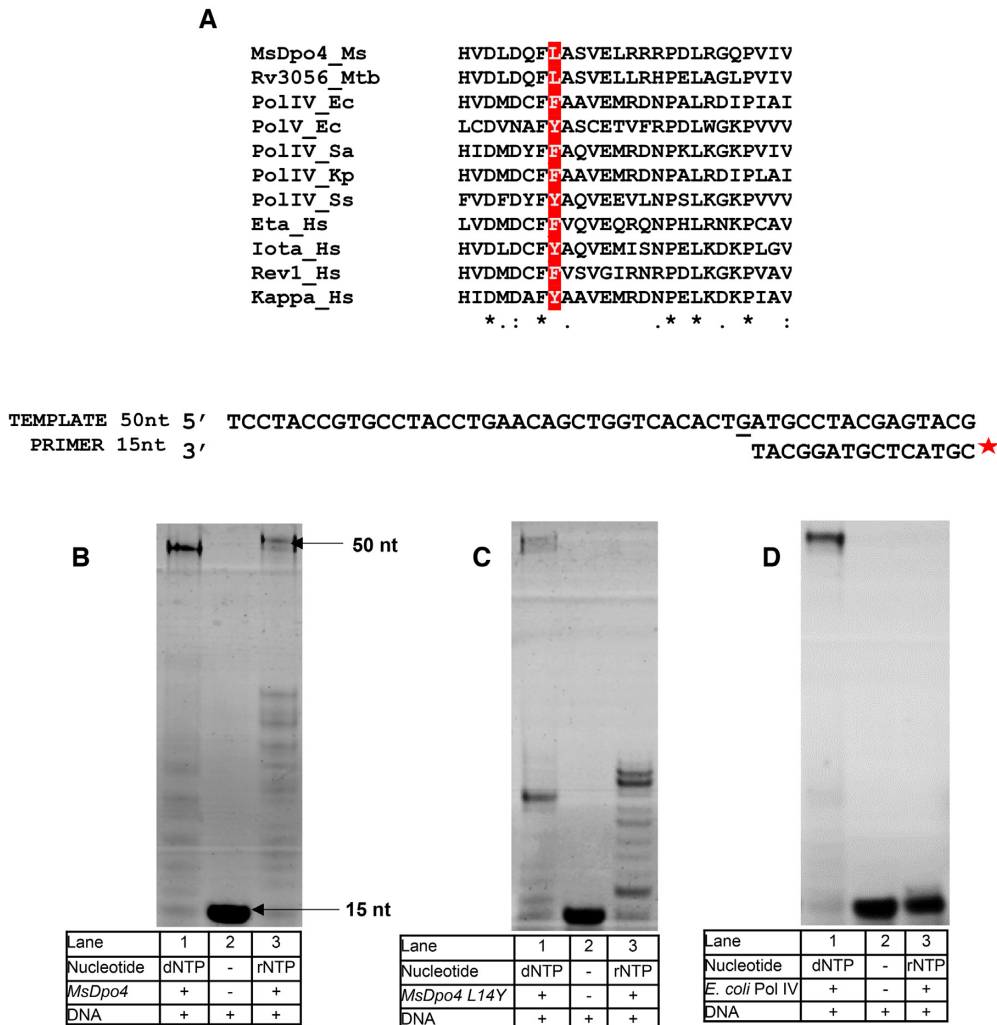 A
MsDpo4_Ms HVDLDQFLASVELRRRPDLRGQPVIV
Rv3056_Mtb HVDLDQFLASVELLRHPELAGLPVIV
PolIV_Ec HVDMDCFFAAVEMRDNPALRDIPIAI
PolV_Ec LCDVNAFYASCETVFRPDLWGKPVVV
PolIV_Sa HIDMDYFFAQVEMRDNPKLKGKPVIV
PolIV_Kp HVDMDCFFAAVEMRDNPALRDIPLAI
PolIV_Ss FVDFDYFYAQVEEVLNPSLKGKPVVV
Eta_Hs LVDMDCFFVQVEQRQNPHLRNKPCAV
Iota_Hs HVDLDCFYAQVEMISNPELKDKPLGV
Rev1_Hs HVDMDCFFVSVGIRNRPDLKGKPVAV
Kappa_Hs HIDMDAFYAAVEMRDNPELKDKPIAV
*.: *. .* * . * :
TEMPLATE 50nt 5′ TCCTACCGTGCCTACCTGAACAGCTGGTCACACTGATGCCTACGAGTACG
PRIMER 15nt 3′ TACGGATGCTCATGC
B
50 nt
15 nt
Lane 1 2 3
Nucleotide dNTP - rNTP
MsDpo4 + - +
DNA + + +
C
Lane 1 2 3
Nucleotide dNTP - rNTP
MsDpo4 L14Y + - +
DNA + + +
D
Lane 1 2 3
Nucleotide dNTP - rNTP
E. coli Pol IV + - +
DNA + + +